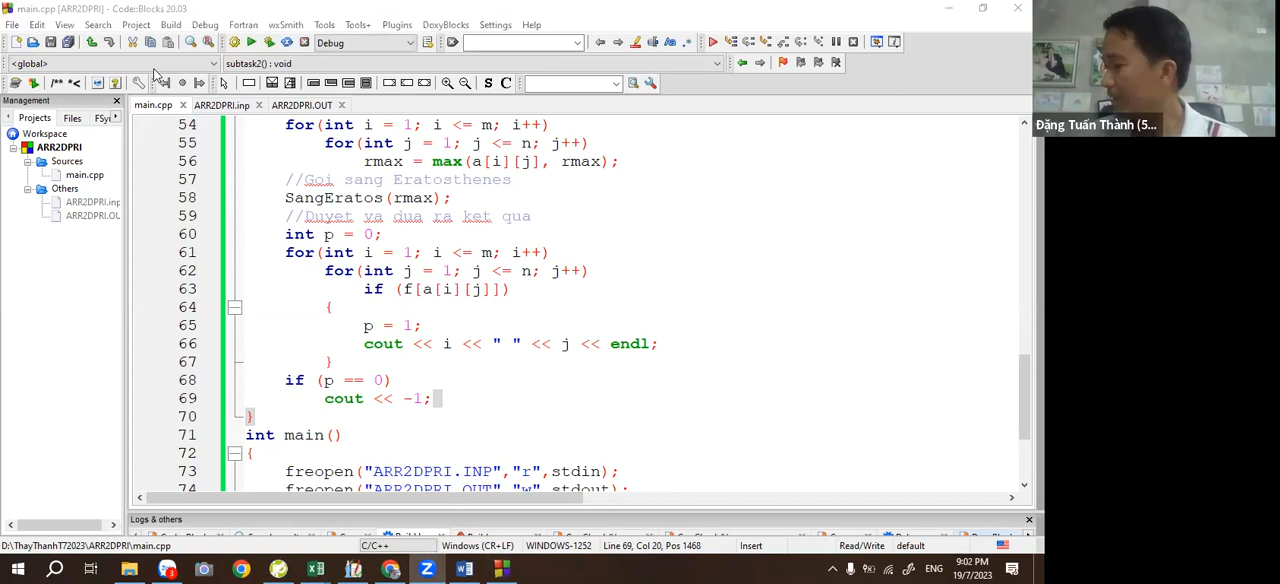 main.cpp [ARR2DPRI] - Code::Blocks 20.03
File Edit View Search Project Build Debug Fortran wxSmith Tools Tools+ Plugins DoxyBlocks Settings Help
Debug
<global> subtask2() : void
/** *< S C
Management
main.cpp ARR2DPRI.inp ARR2DPRI.OUT
Projects Files FSy
Workspace
ARR2DPRI
Sources
main.cpp
Others
ARR2DPRI.inp
ARR2DPRI.OU
54 for(int i = 1; i <= m; i++)
55 for(int j = 1; j <= n; j++)
56 rmax = max(a[i][j], rmax);
57 //Goi sang Eratosthenes
58 SangEratos(rmax);
59 //Duyet va dua ra ket qua
60 int p = 0;
61 for(int i = 1; i <= m; i++)
62 for(int j = 1; j <= n; j++)
63 if (f[a[i][j]])
64 {
65 p = 1;
66 cout << i << " " << j << endl;
67 }
68 if (p == 0)
69 cout << -1;
70 }
71 int main()
72 {
73 freopen("ARR2DPRI.INP","r",stdin);
74 freopen("ARR2DPRI.OUT","w",stdout);
Đặng Tuấn Thành (5...
Logs & others
D:\ThayThanhT72023\ARR2DPRI\main.cpp C/C++ Windows (CR+LF) WINDOWS-1252 Line 69, Col 20, Pos 1468 Insert Read/Write default
ENG
9:02 PM
19/7/2023